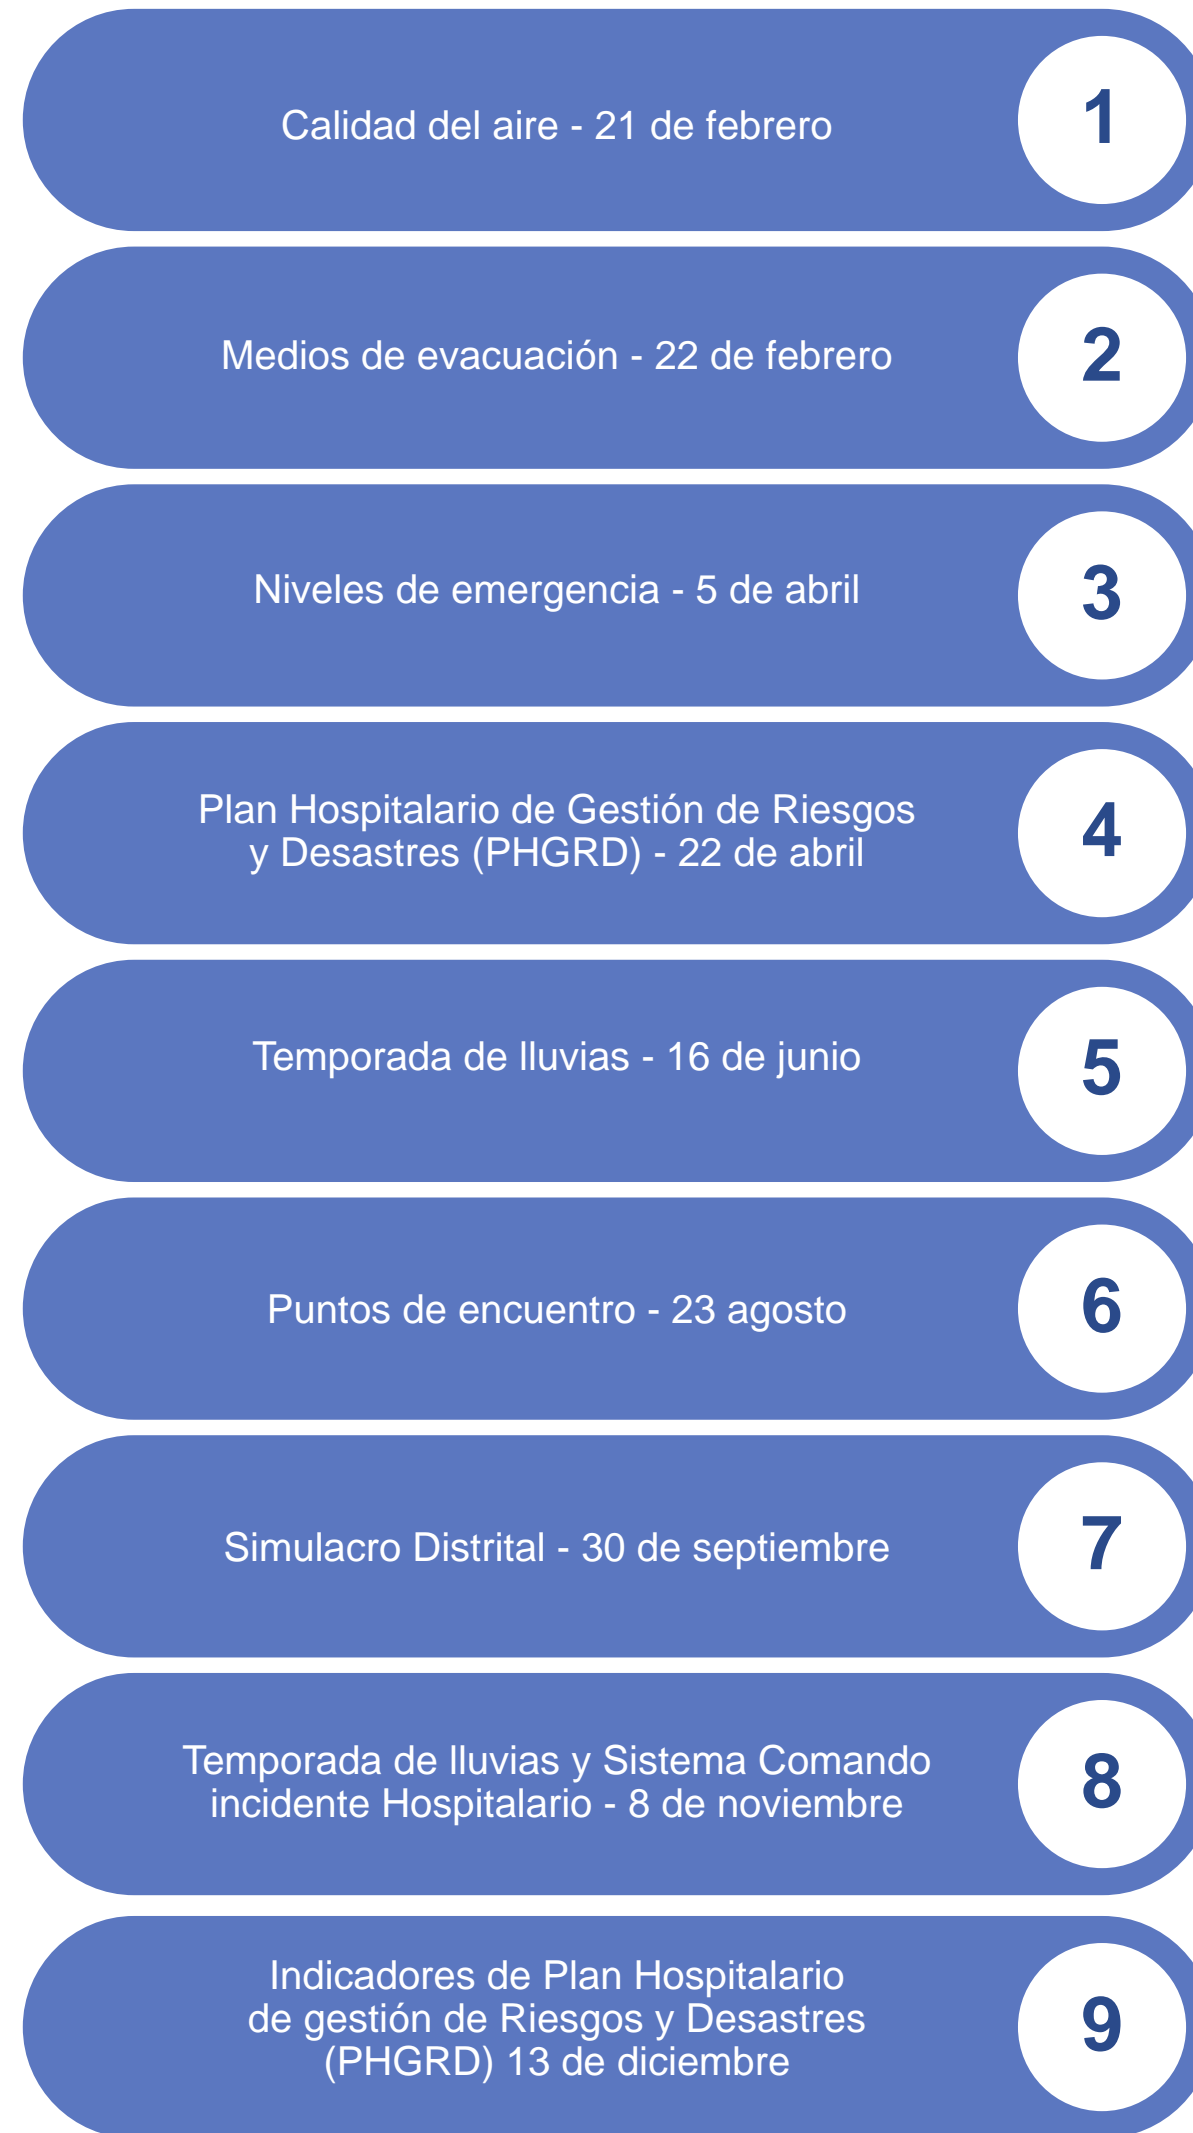 Calidad del aire - 21 de febrero
1
Medios de evacuación - 22 de febrero
2
Niveles de emergencia - 5 de abril
3
Plan Hospitalario de Gestión de Riesgos
y Desastres (PHGRD) - 22 de abril
4
Temporada de lluvias - 16 de junio
5
Puntos de encuentro - 23 agosto
6
Simulacro Distrital - 30 de septiembre
7
Temporada de lluvias y Sistema Comando
incidente Hospitalario - 8 de noviembre
8
Indicadores de Plan Hospitalario
de gestión de Riesgos y Desastres
(PHGRD) 13 de diciembre
9